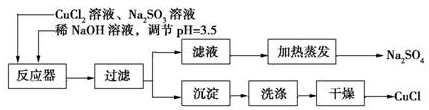 CuCl₂溶液、Na₂SO₃溶液
稀NaOH溶液，调节pH=3.5
反应器
过滤
滤液
加热蒸发
Na₂SO₄
沉淀
洗涤
干燥
CuCl